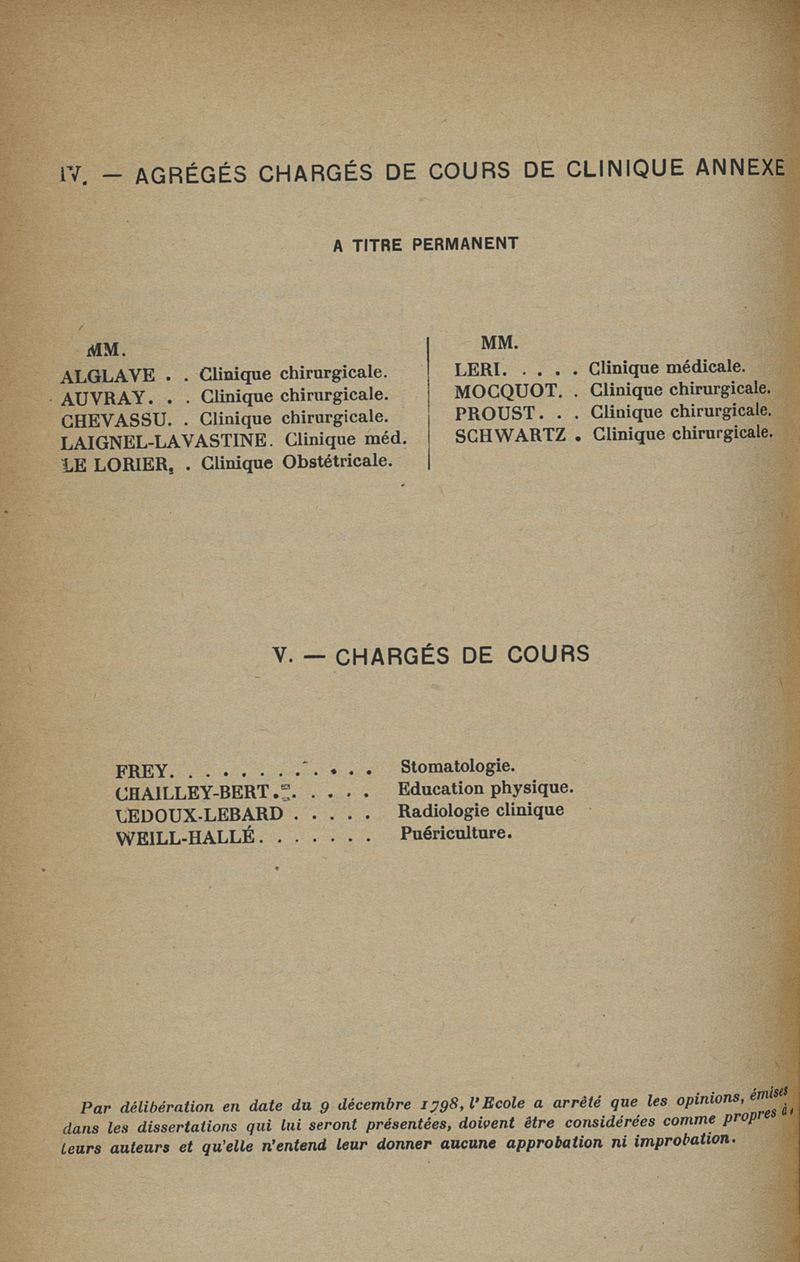 IV. — AGRÉGÉS CHARGÉS DE COURS DE CLINIQUE ANNEXE
A TITRE PERMANENT
MM.
ALGLAVE . . Clinique chirurgicale.
AUVRAY. . . Clinique chirurgicale.
CHEVASSU. . Clinique chirurgicale.
LAIGNEL-LAVASTINE. Clinique méd.
LE LORIER. . Clinique Obstétricale.
MM.
LERI. . . . . Clinique médicale.
MOCQUOT. . Clinique chirurgicale.
PROUST. . . Clinique chirurgicale.
SCHWARTZ . Clinique chirurgicale.
V. — CHARGÉS DE COURS
FREY. . . . . . . . . . . Stomatologie.
CHAILLEY-BERT . . . . . . Education physique.
LEDOUX-LEBARD . . . . . Radiologie clinique
WEILL-HALLÉ. . . . . . . Puériculture.
Par délibération en date du 9 décembre 1798, l'Ecole a arrêté que les opinions, émises
dans les dissertations qui lui seront présentées, doivent être considérées comme propres à,
leurs auteurs et qu'elle n'entend leur donner aucune approbation ni improbation.